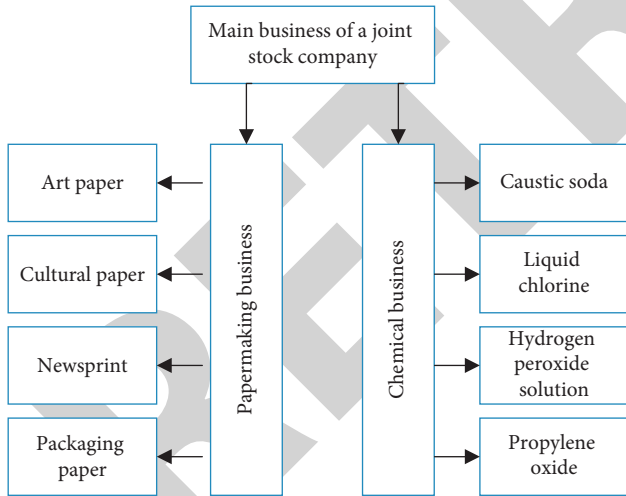 Main business of a joint
stock company
Art paper
Cultural paper
Newsprint
Packaging
paper
Papermaking business
Chemical business
Caustic soda
Liquid
chlorine
Hydrogen
peroxide
solution
Propylene
oxide